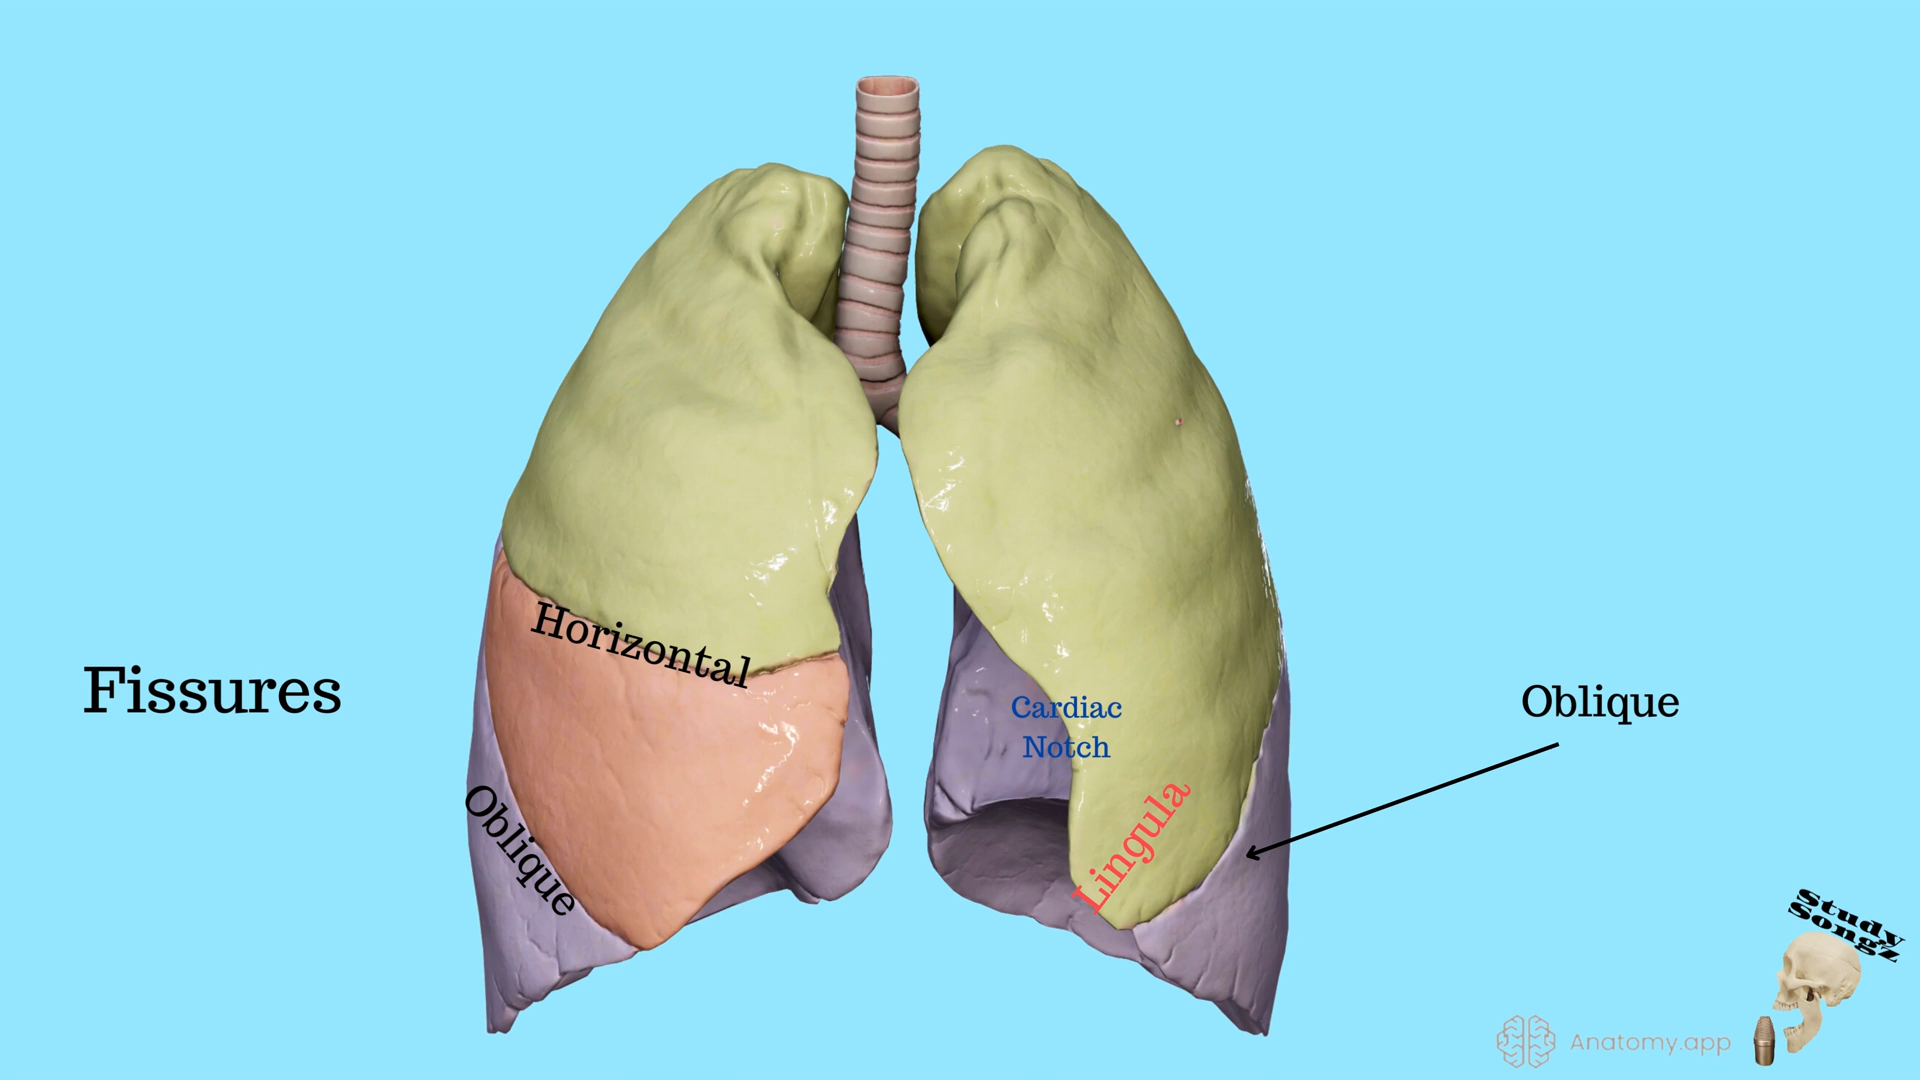 Fissures
Horizontal
Oblique
Cardiac
Notch
Lingula
Oblique
Study
Songz
Anatomy.app